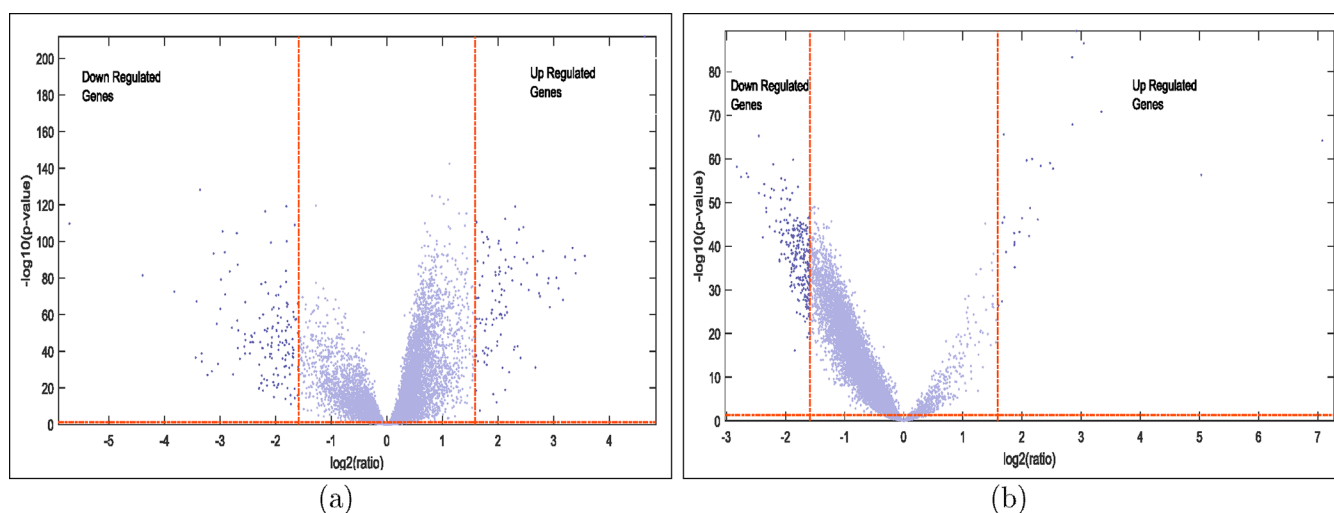 200
180
160
140
120
100
80
60
40
20
0
-log10(p-value)
Down Regulated
Genes
Up Regulated
Genes
-5 -4 -3 -2 -1 0 1 2 3 4
log2(ratio)
(a)
80
70
60
50
40
30
20
10
0
-log10(p-value)
Down Regulated
Genes
Up Regulated
Genes
-3 -2 -1 0 1 2 3 4 5 6 7
log2(ratio)
(b)